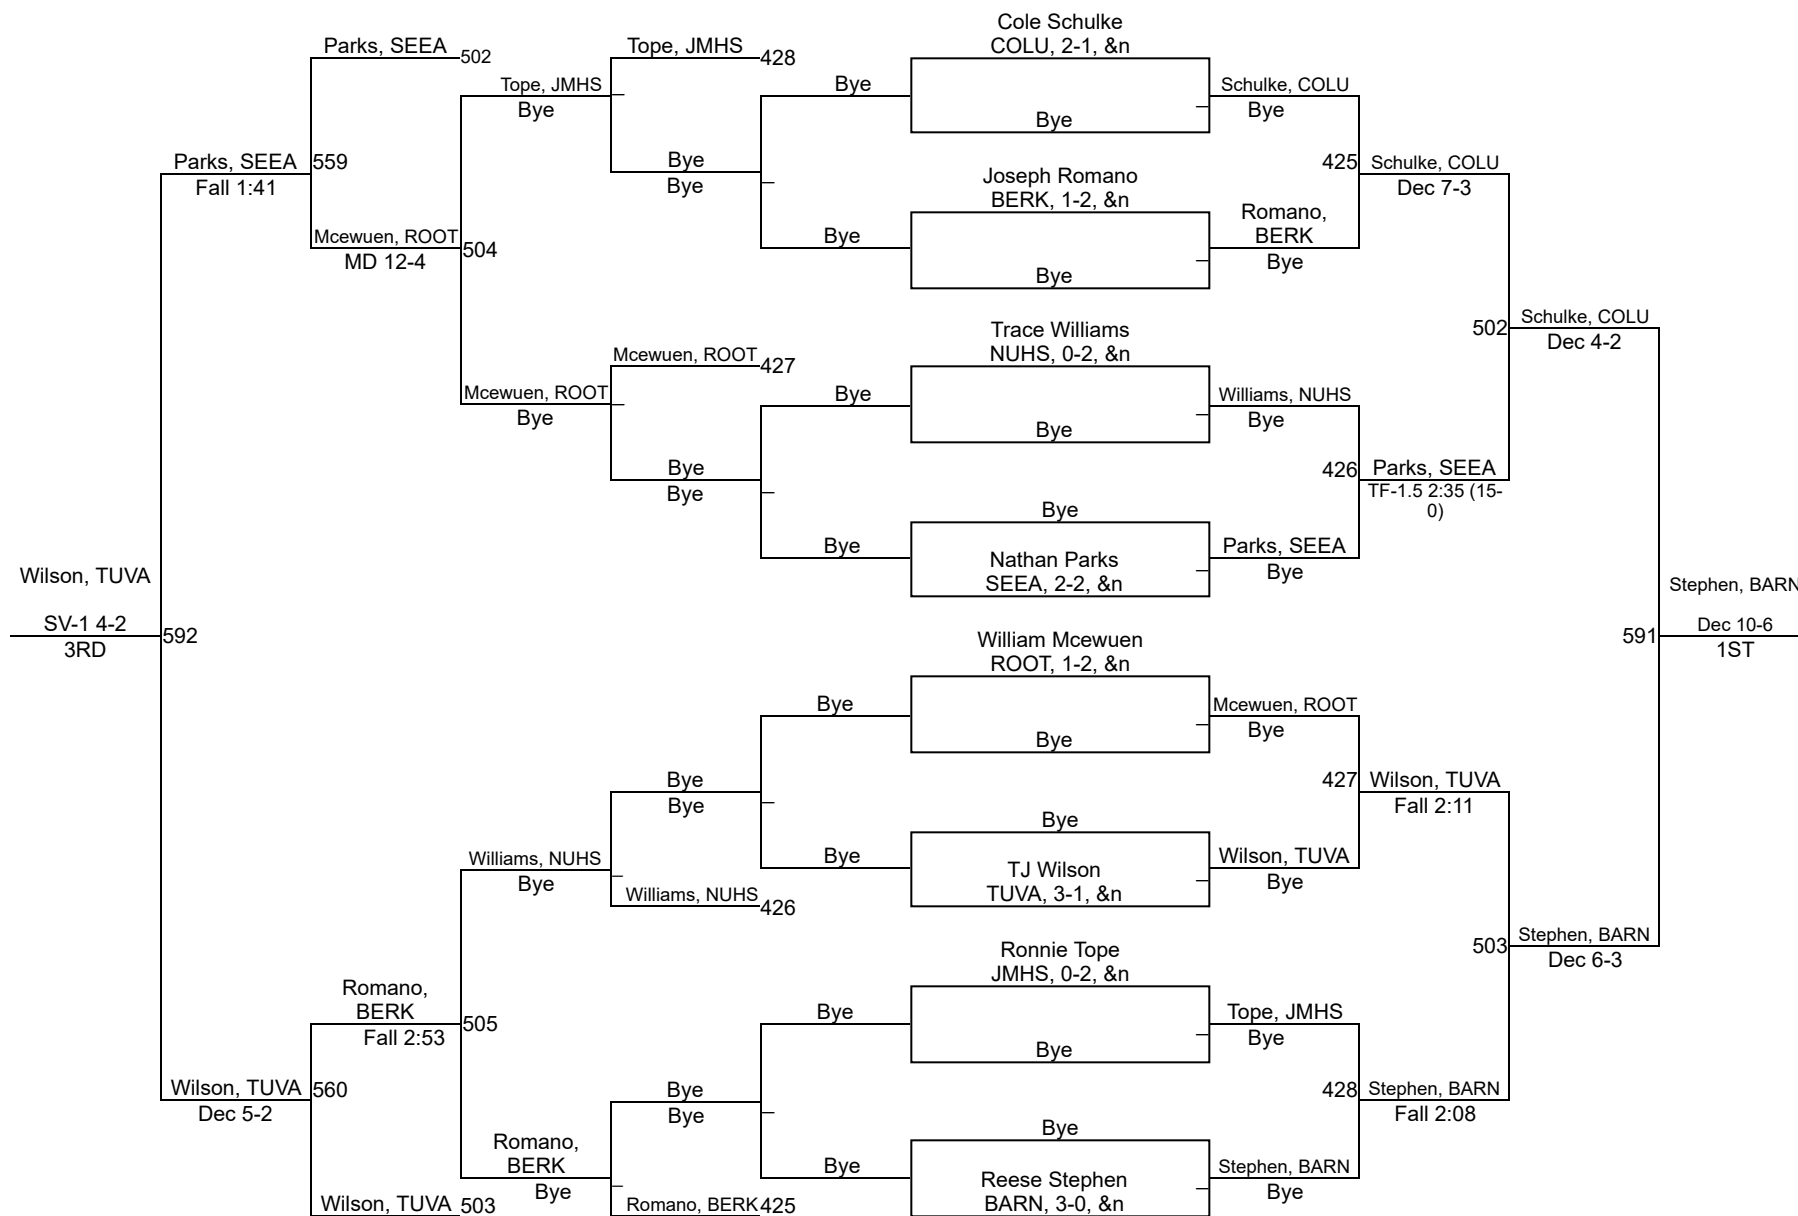 Cole Schulke
COLU, 2-1, &n
Parks, SEEA
502
Tope, JMHS
428
Tope, JMHS
Bye
Bye
Bye
Schulke, COLU
Bye
Parks, SEEA
Fall 1:41
559
Bye
Bye
Joseph Romano
BERK, 1-2, &n
425
Schulke, COLU
Dec 7-3
Mcewuen, ROOT
MD 12-4
504
Bye
Bye
Romano,
BERK
Bye
Trace Williams
NUHS, 0-2, &n
502
Schulke, COLU
Dec 4-2
Mcewuen, ROOT
427
Mcewuen, ROOT
Bye
Bye
Bye
Williams, NUHS
Bye
Bye
Bye
426
Parks, SEEA
TF-1.5 2:35 (15-
0)
Bye
Bye
Nathan Parks
SEEA, 2-2, &n
Parks, SEEA
Bye
Wilson, TUVA
SV-1 4-2
3RD
592
Stephen, BARN
591
Dec 10-6
1ST
William Mcewuen
ROOT, 1-2, &n
Bye
Bye
Mcewuen, ROOT
Bye
Bye
Bye
427
Wilson, TUVA
Fall 2:11
Williams, NUHS
Bye
Bye
Bye
TJ Wilson
TUVA, 3-1, &n
Wilson, TUVA
Bye
Williams, NUHS
426
Ronnie Tope
JMHS, 0-2, &n
503
Stephen, BARN
Dec 6-3
Romano,
BERK
Fall 2:53
505
Bye
Bye
Tope, JMHS
Bye
Wilson, TUVA
Dec 5-2
560
Bye
Bye
428
Stephen, BARN
Fall 2:08
Romano,
BERK
Bye
Bye
Bye
Reese Stephen
BARN, 3-0, &n
Stephen, BARN
Bye
Wilson, TUVA
503
Romano, BERK
425